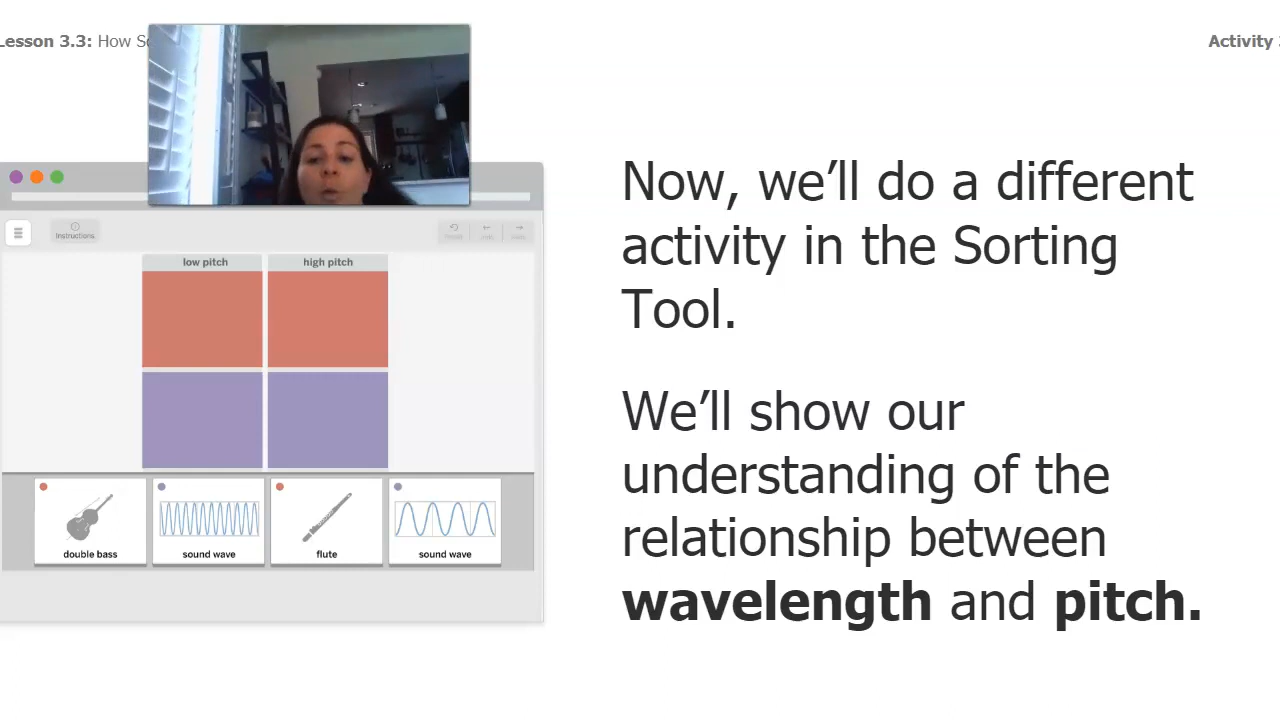 Lesson 3.3: How
Activity
Instructions
low pitch high pitch
double bass sound wave flute sound wave
Now, we'll do a different
activity in the Sorting
Tool.
We'll show our
understanding of the
relationship between
wavelength and pitch.